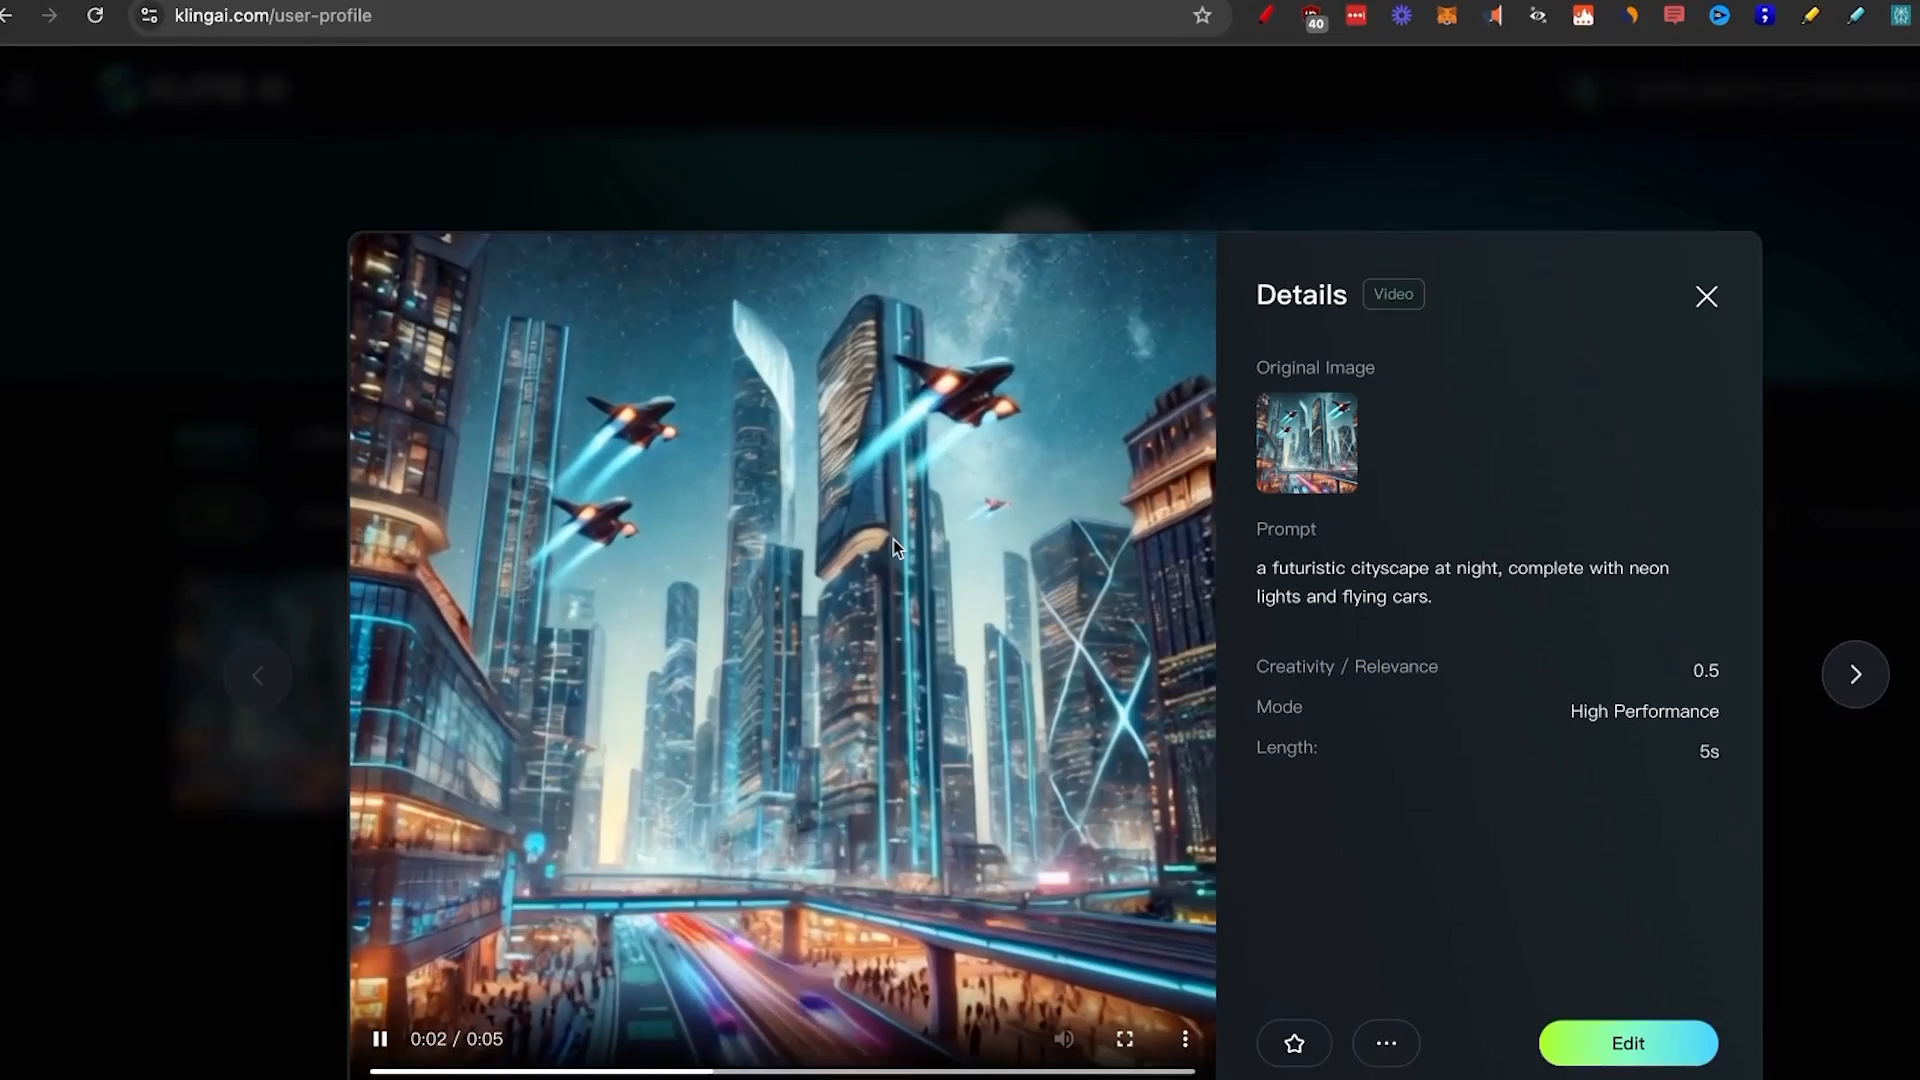 klingai.com/user-profile
40
Details
Video
Original Image
Prompt
a futuristic cityscape at night, complete with neon
lights and flying cars.
Creativity / Relevance
0.5
Mode
High Performance
Length:
5s
0:02 / 0:05
Edit